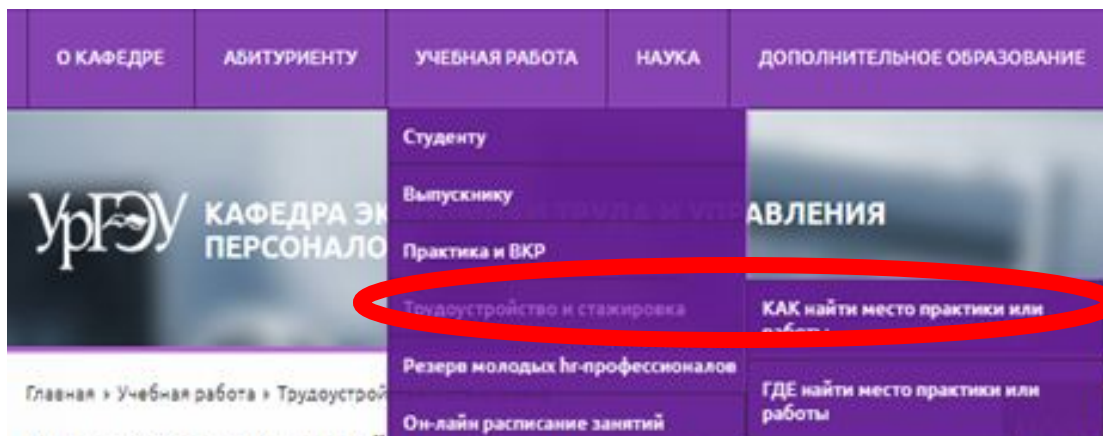 О КАФЕДРЕ
АБИТУРИЕНТУ
УЧЕБНАЯ РАБОТА
НАУКА
ДОПОЛНИТЕЛЬНОЕ ОБРАЗОВАНИЕ
Студенту
Выпускнику
Практика и ВКР
Трудоустройство и стажировка
Резерв молодых hr-профессионалов
Он-лайн расписание занятий
УрГЭУ
КАФЕДРА ЭК ТРУДА И УПРАВЛЕНИЯ
ПЕРСОНАЛО
КАК найти место практики или
работы
ГДЕ найти место практики или
работы
Главная » Учебная работа » Трудоустрой